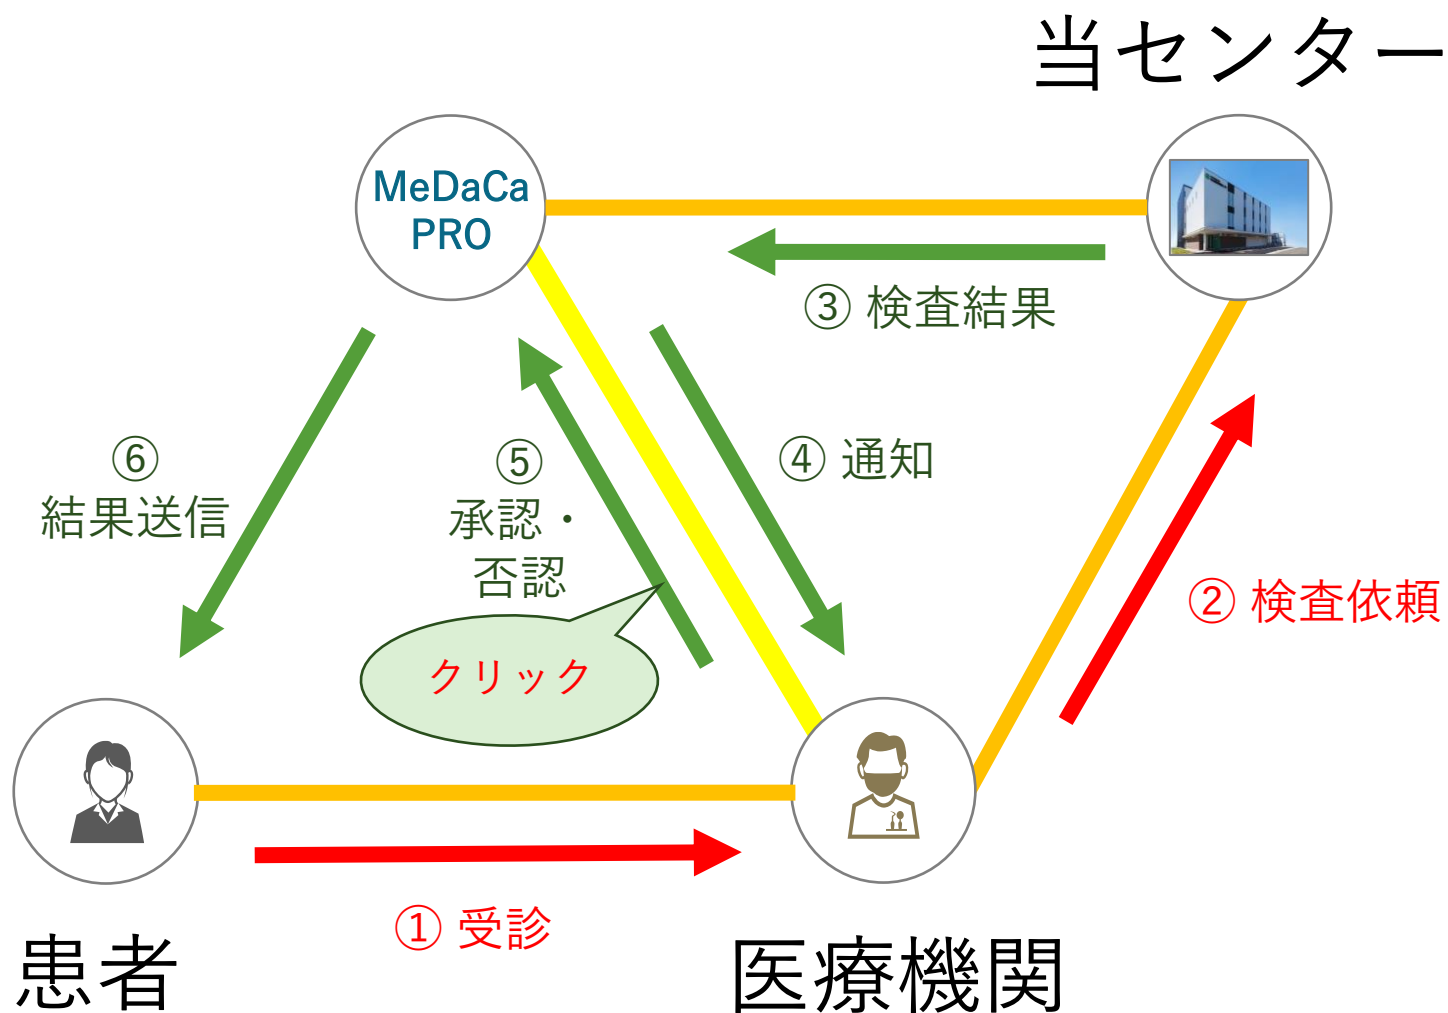 当センター
MeDaCa
PRO
③ 検査結果
④ 通知
⑤
承認・
否認
⑥
結果送信
② 検査依頼
クリック
① 受診
患者
医療機関